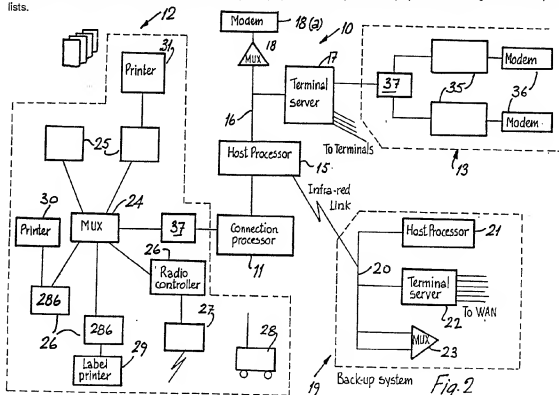 lists.
12
Modem
18(a)
10
31
Printer
18
MUX
17
Terminal
server
37
35
Modem
36
Modem
25
16
To Terminals
13
Host Processor
15
30
24
Printer
MUX
37
Infra-red
Link
Host Processor
21
26
Connection
processor
11
Radio
controller
20
286
26
286
27
Terminal
server
22
To WAN
28
Label
printer
29
MUX
23
19
Back-up system
Fig.2